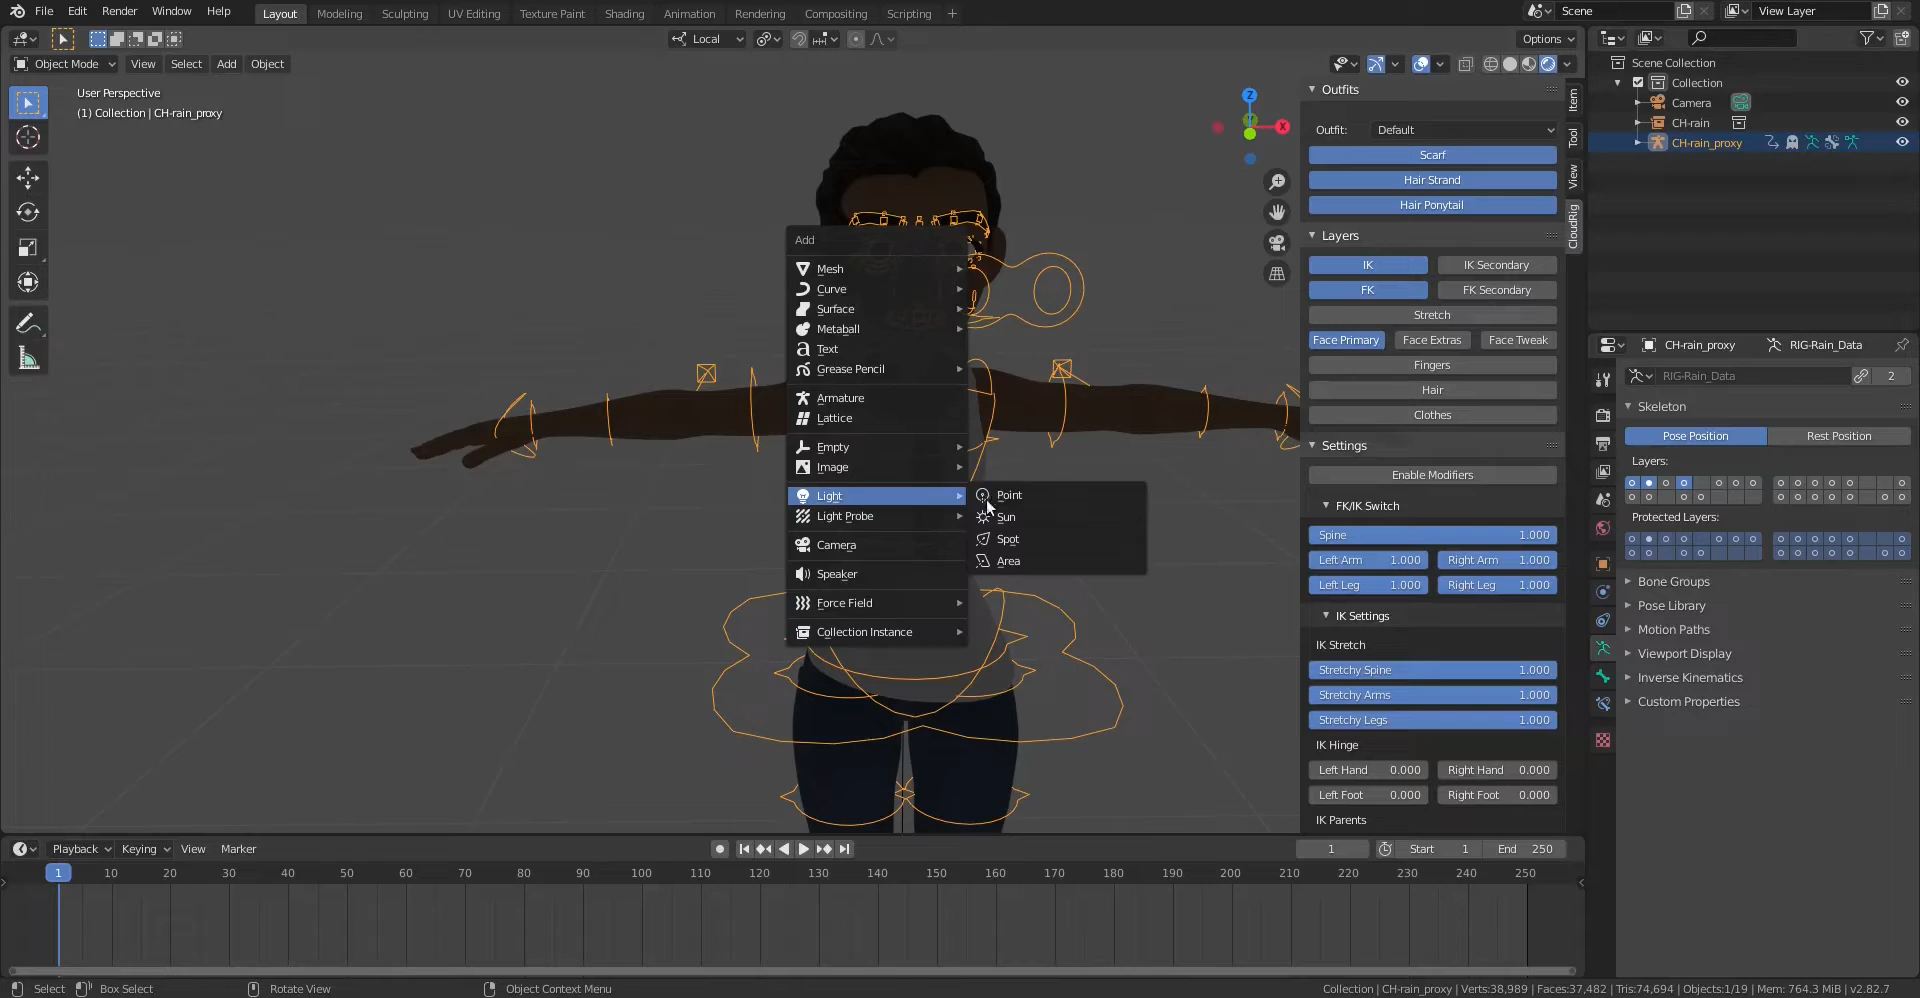 File Edit Render Window Help Layout Modeling Sculpting UV Editing Texture Paint Shading Animation Rendering Compositing Scripting + Scene View Layer
Local Options
Object Mode View Select Add Object
User Perspective
(1) Collection | CH-rain_proxy
Z
Y
X
Add
Mesh
Curve
Surface
Metaball
Text
Grease Pencil
Armature
Lattice
Empty
Image
Light
Light Probe
Camera
Speaker
Force Field
Collection Instance
Point
Sun
Spot
Area
Outfits
Outfit: Default
Scarf
Hair Strand
Hair Ponytail
Layers
IK IK Secondary
FK FK Secondary
Stretch
Face Primary Face Extras Face Tweak
Fingers
Hair
Clothes
Settings
Enable Modifiers
FK/IK Switch
Spine 1.000
Left Arm 1.000 Right Arm 1.000
Left Leg 1.000 Right Leg 1.000
IK Settings
IK Stretch
Stretchy Spine 1.000
Stretchy Arms 1.000
Stretchy Legs 1.000
IK Hinge
Left Hand 0.000 Right Hand 0.000
Left Foot 0.000 Right Foot 0.000
IK Parents
Item
Tool
View
CloudRig
Scene Collection
Collection
Camera
CH-rain
CH-rain_proxy
CH-rain_proxy RIG-Rain_Data
RIG-Rain_Data 2
Skeleton
Pose Position Rest Position
Layers:
Protected Layers:
Bone Groups
Pose Library
Motion Paths
Viewport Display
Inverse Kinematics
Custom Properties
Playback Keying View Marker 1 Start 1 End 250
1 10 20 30 40 50 60 70 80 90 100 110 120 130 140 150 160 170 180 190 200 210 220 230 240 250
Select Box Select Rotate View Object Context Menu Collection | CH-rain_proxy | Verts:38,989 | Faces:37,482 | Tris:74,694 | Objects:1/19 | Mem: 764.3 MiB | v2.82.7